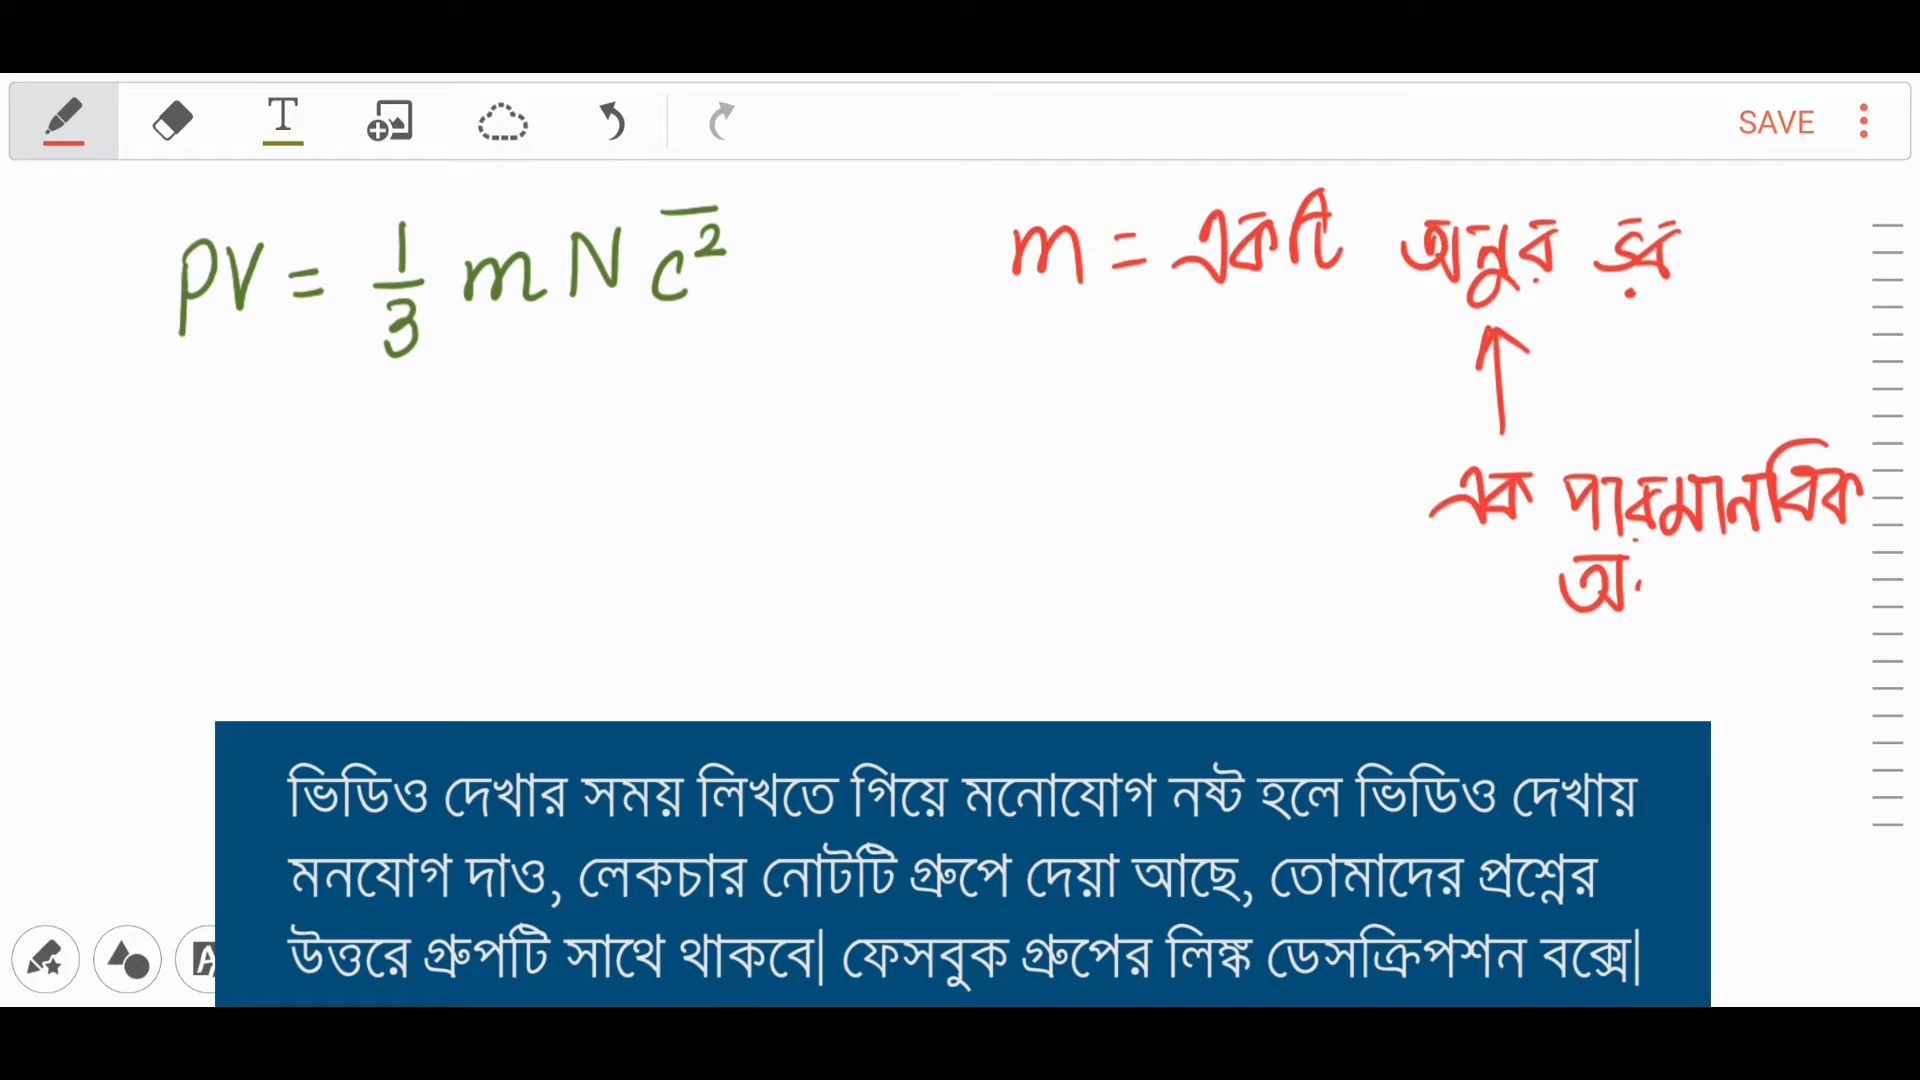 T
SAVE
PV = 1/3 m N c̅²
m = একটি অনুর ভর
এক পারমানবিক
অ
ভিডিও দেখার সময় লিখতে গিয়ে মনোযোগ নষ্ট হলে ভিডিও দেখায়
মনযোগ দাও, লেকচার নোটটি গ্রুপে দেয়া আছে, তোমাদের প্রশ্নের
উত্তরে গ্রুপটি সাথে থাকবে| ফেসবুক গ্রুপের লিঙ্ক ডেসক্রিপশন বক্সে|
A